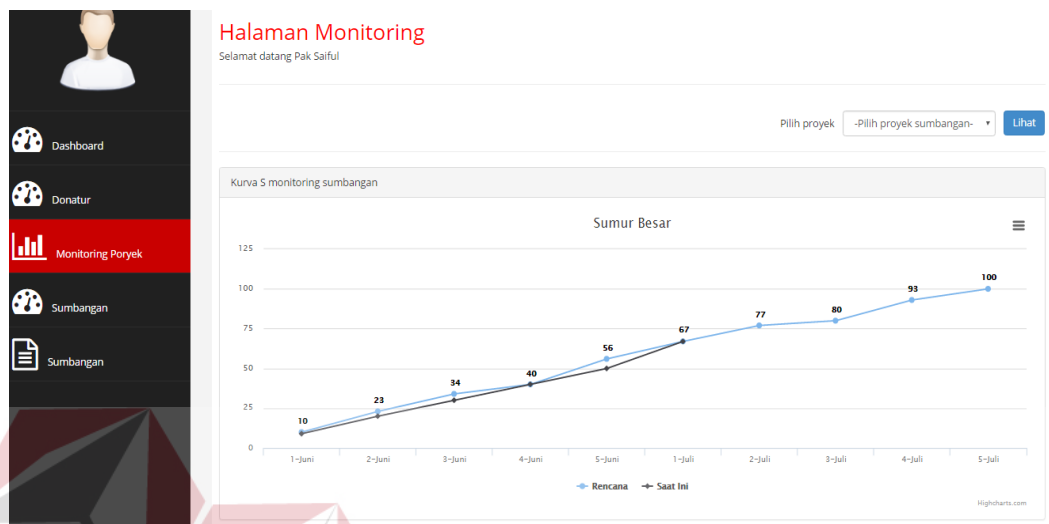 Halaman Monitoring
Selamat datang Pak Saiful
Pilih proyek -Pilih proyek sumbangan- Lihat
Dashboard
Donatur
Monitoring Poryek
Sumbangan
Sumbangan
Kurva S monitoring sumbangan
Sumur Besar
125
100
75
50
25
0
10
23
34
40
56
67
77
80
93
100
1-Juni 2-Juni 3-Juni 4-Juni 5-Juni 1-Juli 2-Juli 3-Juli 4-Juli 5-Juli
Rencana Saat Ini
Highcharts.com